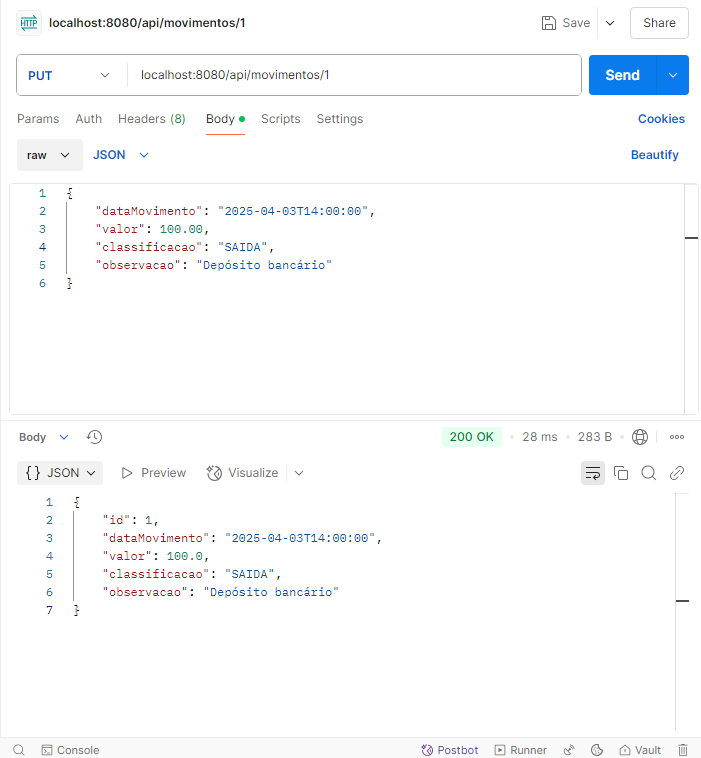 HTTP localhost:8080/api/movimentos/1 Save Share
PUT localhost:8080/api/movimentos/1 Send
Params Auth Headers (8) Body Scripts Settings Cookies
raw JSON Beautify
1 {
2 "dataMovimento": "2025-04-03T14:00:00",
3 "valor": 100.00,
4 "classificacao": "SAIDA",
5 "observacao": "Depósito bancário"
6 }
Body 200 OK 28 ms 283 B
{} JSON Preview Visualize
1 {
2 "id": 1,
3 "dataMovimento": "2025-04-03T14:00:00",
4 "valor": 100.0,
5 "classificacao": "SAIDA",
6 "observacao": "Depósito bancário"
7 }
Console Postbot Runner Vault